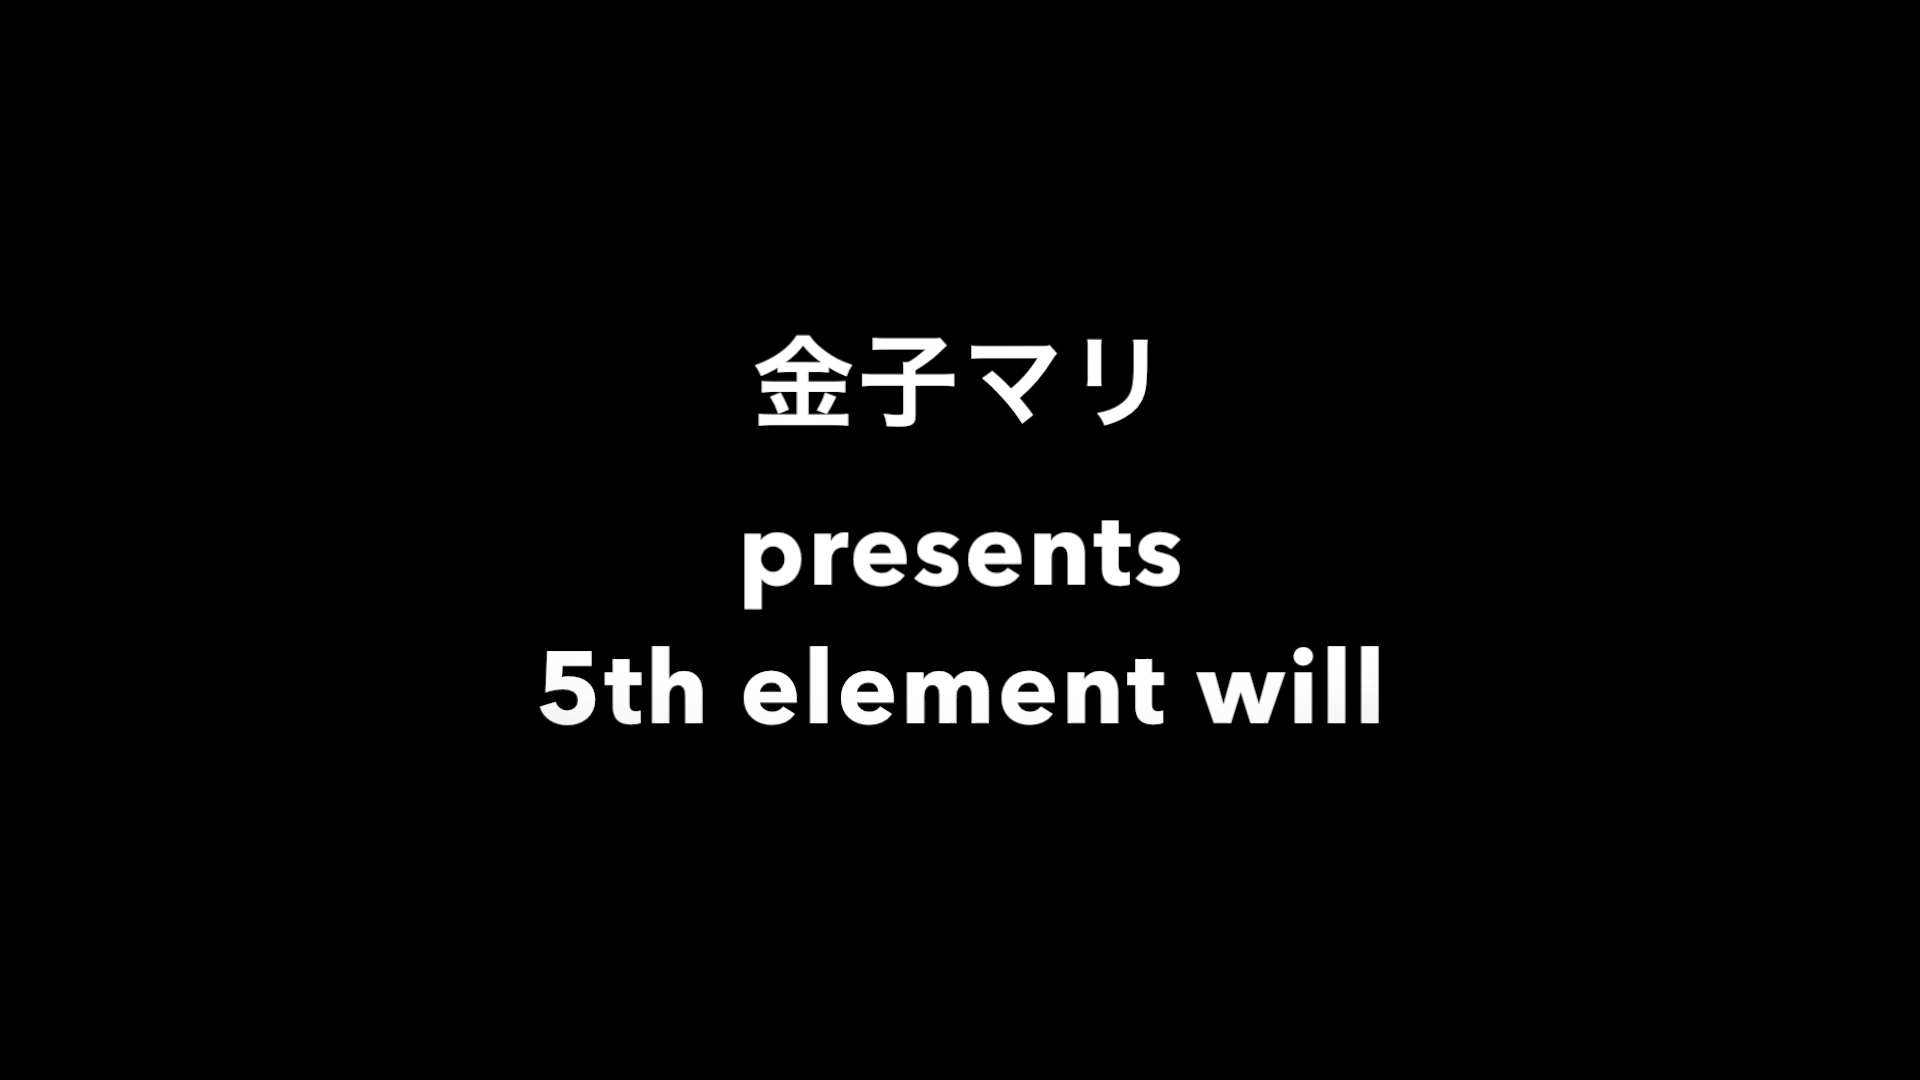 金子マリ
presents
5th element will